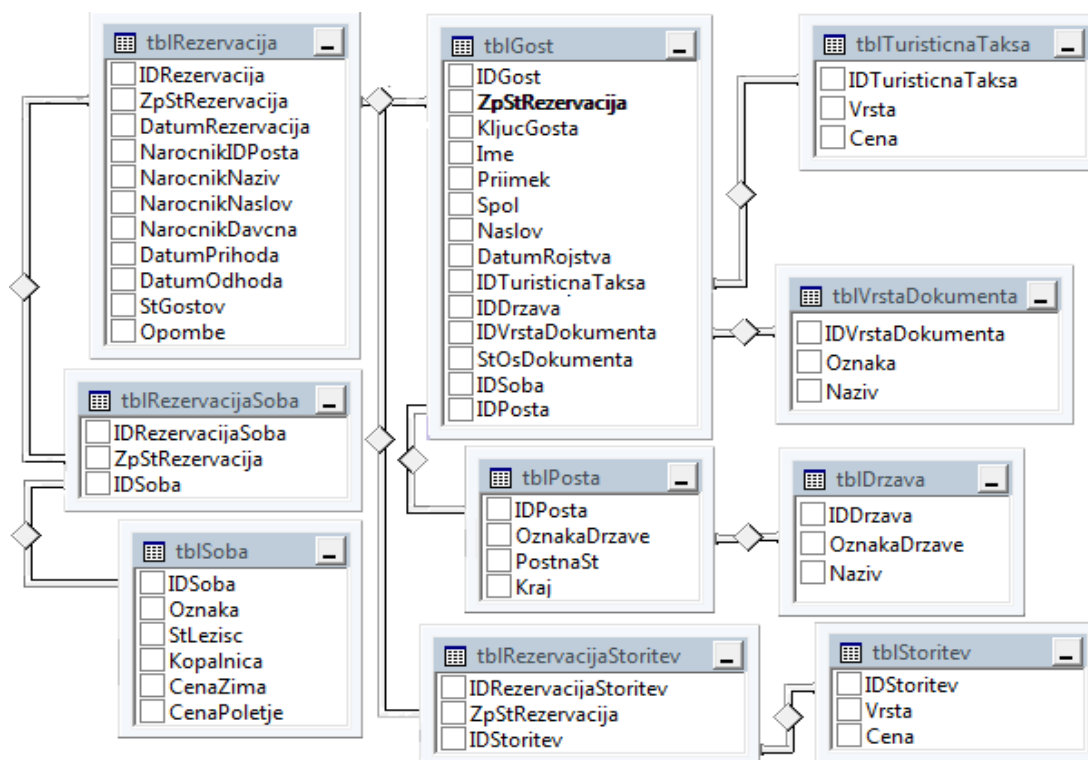 tblRezervacija
IDRezervacija
ZpStRezervacija
DatumRezervacija
NarocnikIDPosta
NarocnikNaziv
NarocnikNaslov
NarocnikDavcna
DatumPrihoda
DatumOdhoda
StGostov
Opombe
tblGost
IDGost
ZpStRezervacija
KljucGosta
Ime
Priimek
Spol
Naslov
DatumRojstva
IDTuristicnaTaksa
IDDrzava
IDVrstaDokumenta
StOsDokumenta
IDSoba
IDPosta
tblTuristicnaTaksa
IDTuristicnaTaksa
Vrsta
Cena
tblVrstaDokumenta
IDVrstaDokumenta
Oznaka
Naziv
tblRezervacijaSoba
IDRezervacijaSoba
ZpStRezervacija
IDSoba
tblPosta
IDPosta
OznakaDrzave
PostnaSt
Kraj
tblDrzava
IDDrzava
OznakaDrzave
Naziv
tblSoba
IDSoba
Oznaka
StLezisc
Kopalnica
CenaZima
CenaPoletje
tblRezervacijaStoritev
IDRezervacijaStoritev
ZpStRezervacija
IDStoritev
tblStoritev
IDStoritev
Vrsta
Cena